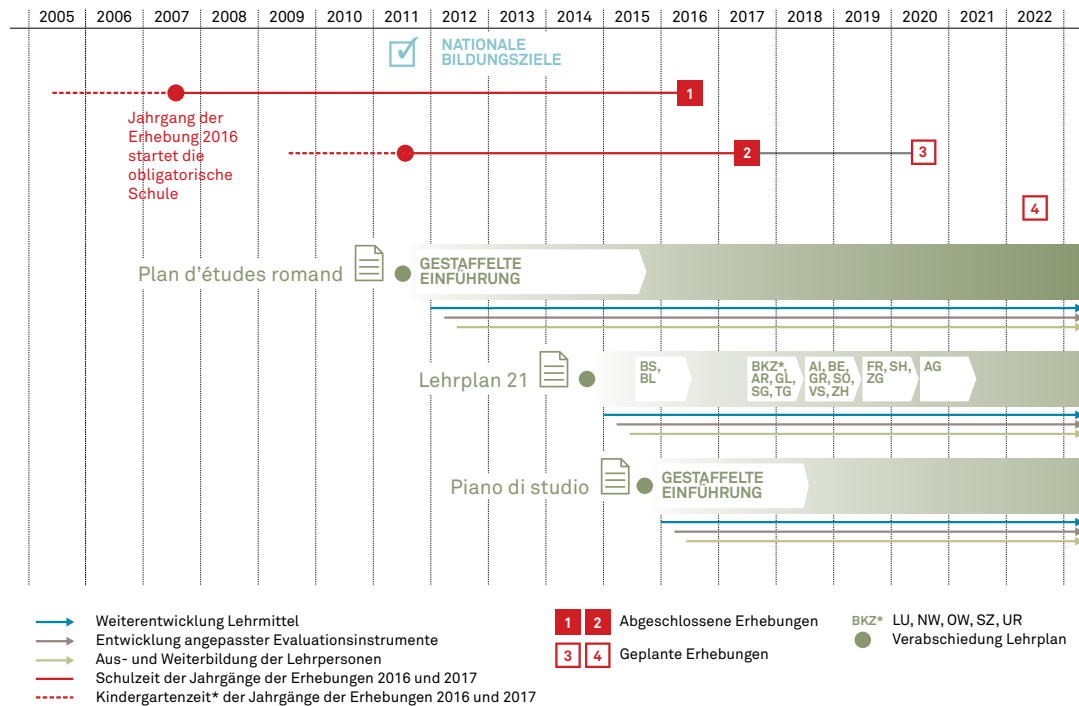 2005 2006 2007 2008 2009 2010 2011 2012 2013 2014 2015 2016 2017 2018 2019 2020 2021 2022
NATIONALE
BILDUNGSZIELE
1
Jahrgang der
Erhebung 2016
startet die
obligatorische
Schule
2
3
4
Plan d'études romand
GESTAFFELTE
EINFÜHRUNG
Lehrplan 21
BS,
BL
BKZ*,
AR, GL,
SG, TG
AI, BE,
GR, SO,
VS, ZH
FR, SH,
ZG
AG
Piano di studio
GESTAFFELTE
EINFÜHRUNG
Weiterentwicklung Lehrmittel
Entwicklung angepasster Evaluationsinstrumente
Aus- und Weiterbildung der Lehrpersonen
Schulzeit der Jahrgänge der Erhebungen 2016 und 2017
Kindergartenzeit* der Jahrgänge der Erhebungen 2016 und 2017
1 2 Abgeschlossene Erhebungen
3 4 Geplante Erhebungen
BKZ* LU, NW, OW, SZ, UR
Verabschiedung Lehrplan